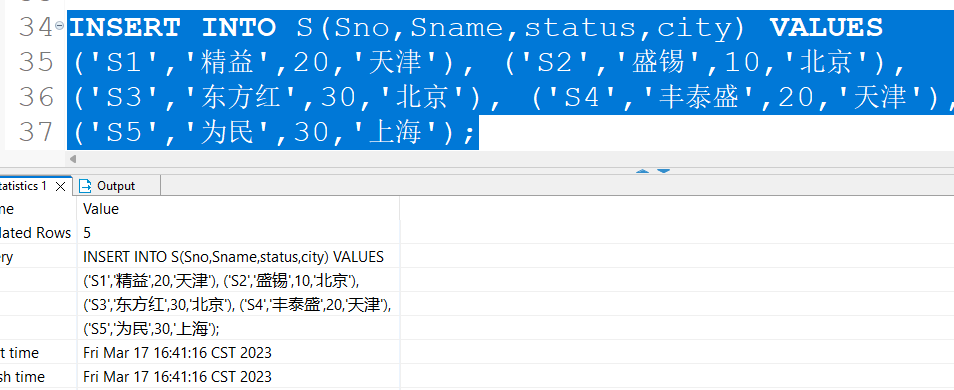 34 INSERT INTO S(Sno,Sname,status,city) VALUES
35 ('S1','精益',20,'天津'), ('S2','盛锡',10,'北京'),
36 ('S3','东方红',30,'北京'), ('S4','丰泰盛',20,'天津'),
37 ('S5','为民',30,'上海');
tatistics 1 Output
me Value
lated Rows 5
ery INSERT INTO S(Sno,Sname,status,city) VALUES
('S1','精益',20,'天津'), ('S2','盛锡',10,'北京'),
('S3','东方红',30,'北京'), ('S4','丰泰盛',20,'天津'),
('S5','为民',30,'上海');
t time Fri Mar 17 16:41:16 CST 2023
sh time Fri Mar 17 16:41:16 CST 2023